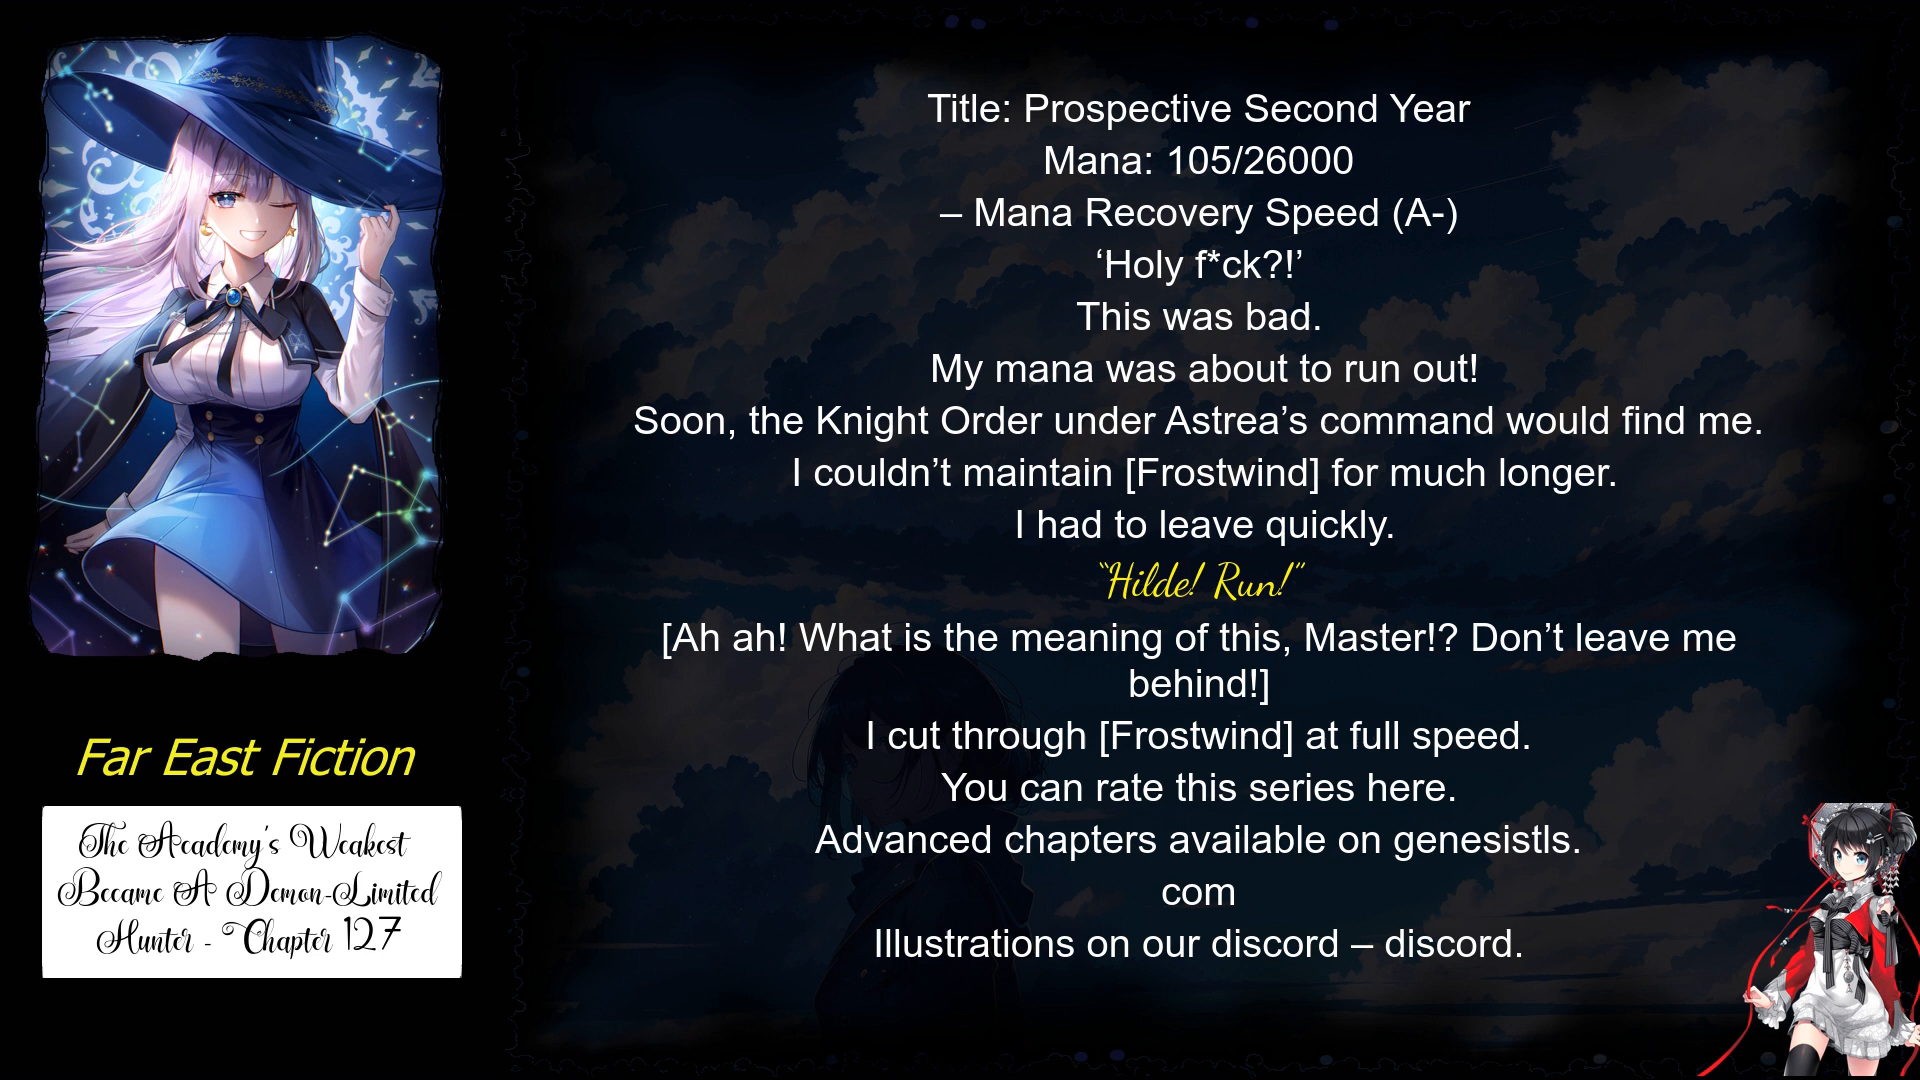 Title: Prospective Second Year
Mana: 105/26000
– Mana Recovery Speed (A-)
‘Holy f*ck?!’
This was bad.
My mana was about to run out!
Soon, the Knight Order under Astrea’s command would find me.
I couldn’t maintain [Frostwind] for much longer.
I had to leave quickly.
“Hilde! Run!”
[Ah ah! What is the meaning of this, Master!? Don’t leave me
behind!]
I cut through [Frostwind] at full speed.
You can rate this series here.
Advanced chapters available on genesistls.
com
Illustrations on our discord – discord.
Far East Fiction
The Academy's Weakest
Became A Demon-Limited
Hunter - Chapter 127